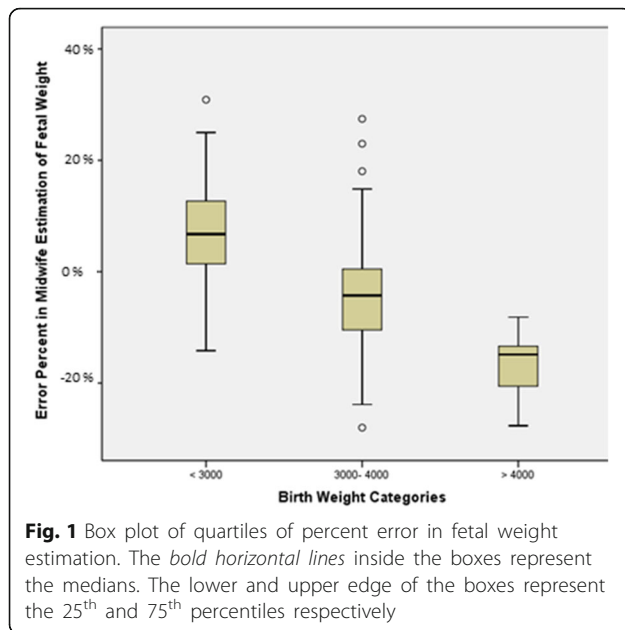 Error Percent in Midwife Estimation of Fetal Weight
40 %
20 %
0 %
-20 %
< 3000
3000- 4000
> 4000
Birth Weight Categories
Fig. 1 Box plot of quartiles of percent error in fetal weight
estimation. The bold horizontal lines inside the boxes represent
the medians. The lower and upper edge of the boxes represent
the 25th and 75th percentiles respectively